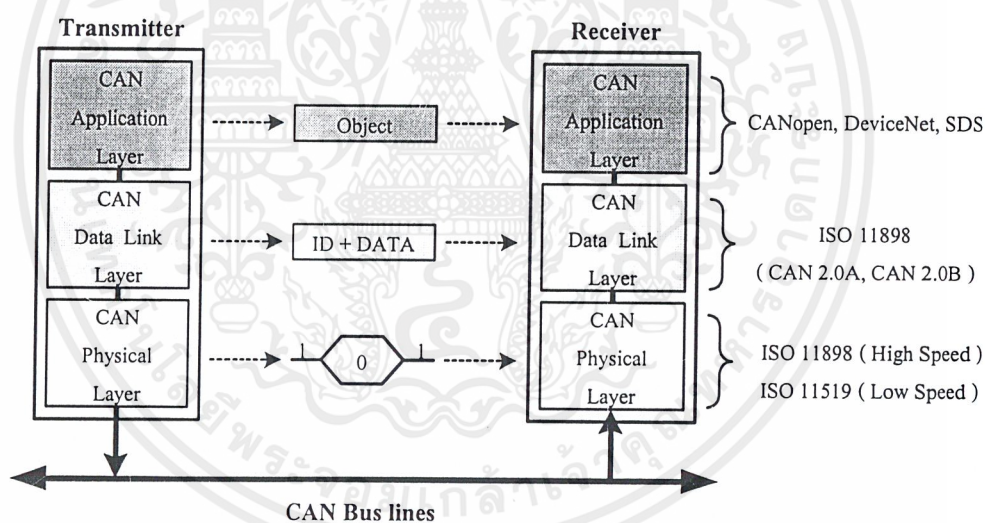 Transmitter
Receiver
CAN
Application
Layer
Object
CAN
Application
Layer
CANopen, DeviceNet, SDS
CAN
Data Link
Layer
ID + DATA
CAN
Data Link
Layer
ISO 11898
( CAN 2.0A, CAN 2.0B )
CAN
Physical
Layer
1
0
1
CAN
Physical
Layer
ISO 11898 ( High Speed )
ISO 11519 ( Low Speed )
CAN Bus lines